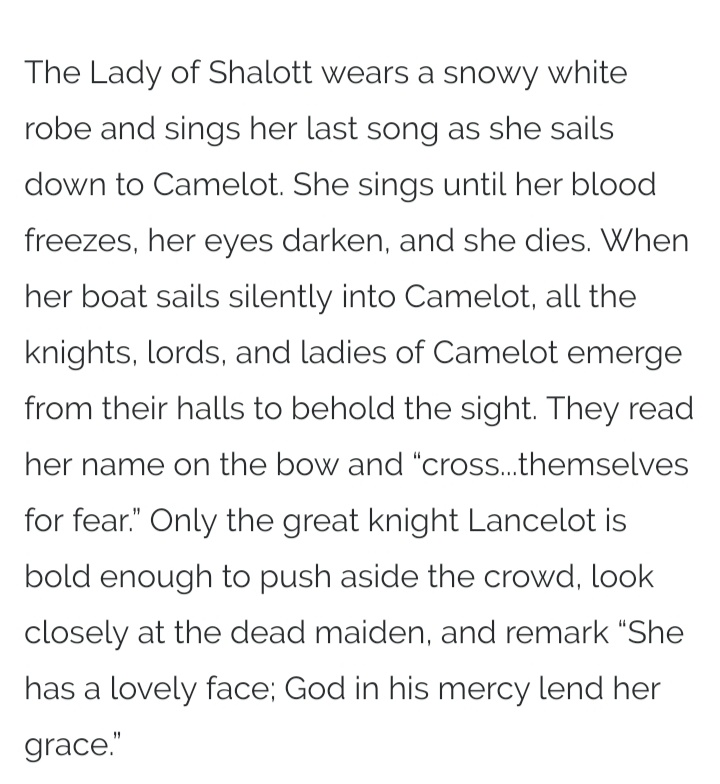 The Lady of Shalott wears a snowy white
robe and sings her last song as she sails
down to Camelot. She sings until her blood
freezes, her eyes darken, and she dies. When
her boat sails silently into Camelot, all the
knights, lords, and ladies of Camelot emerge
from their halls to behold the sight. They read
her name on the bow and “cross...themselves
for fear.” Only the great knight Lancelot is
bold enough to push aside the crowd, look
closely at the dead maiden, and remark “She
has a lovely face; God in his mercy lend her
grace.”